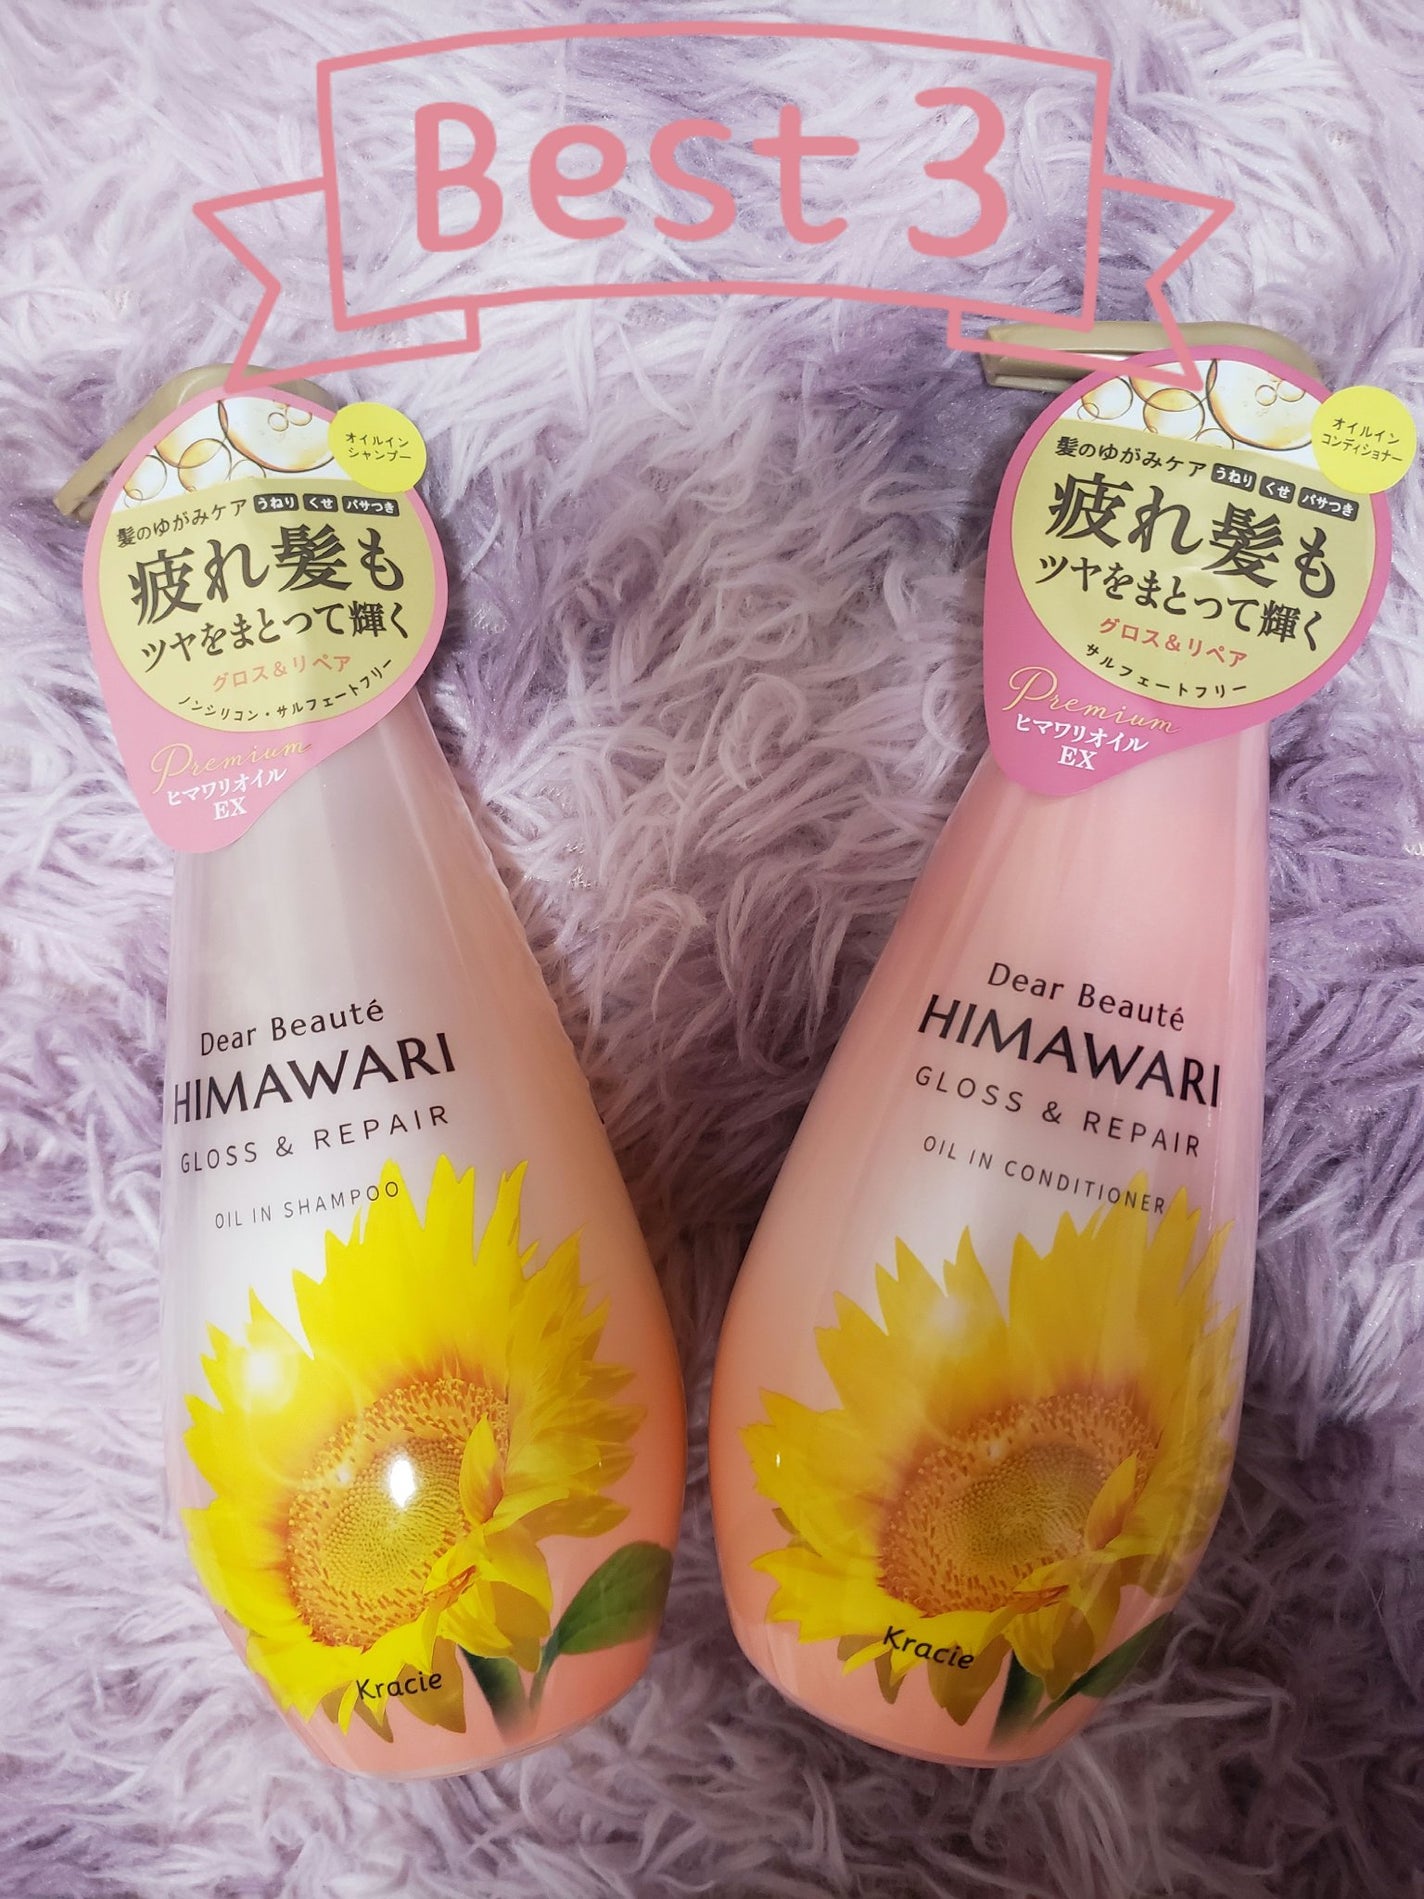 Best 3
オイルイン
シャンプー
髪のゆがみケア うねり くせ パサつき
疲れ髪も
ツヤをまとって輝く
グロス&リペア
ノンシリコン・サルフェートフリー
Premium
ヒマワリオイル
EX
Dear Beauté
HIMAWARI
GLOSS & REPAIR
OIL IN SHAMPOO
Kracie
オイルイン
コンディショナー
髪のゆがみケア うねり くせ パサつき
疲れ髪も
ツヤをまとって輝く
グロス&リペア
サルフェートフリー
Premium
ヒマワリオイル
EX
Dear Beauté
HIMAWARI
GLOSS & REPAIR
OIL IN CONDITIONER
Kracie